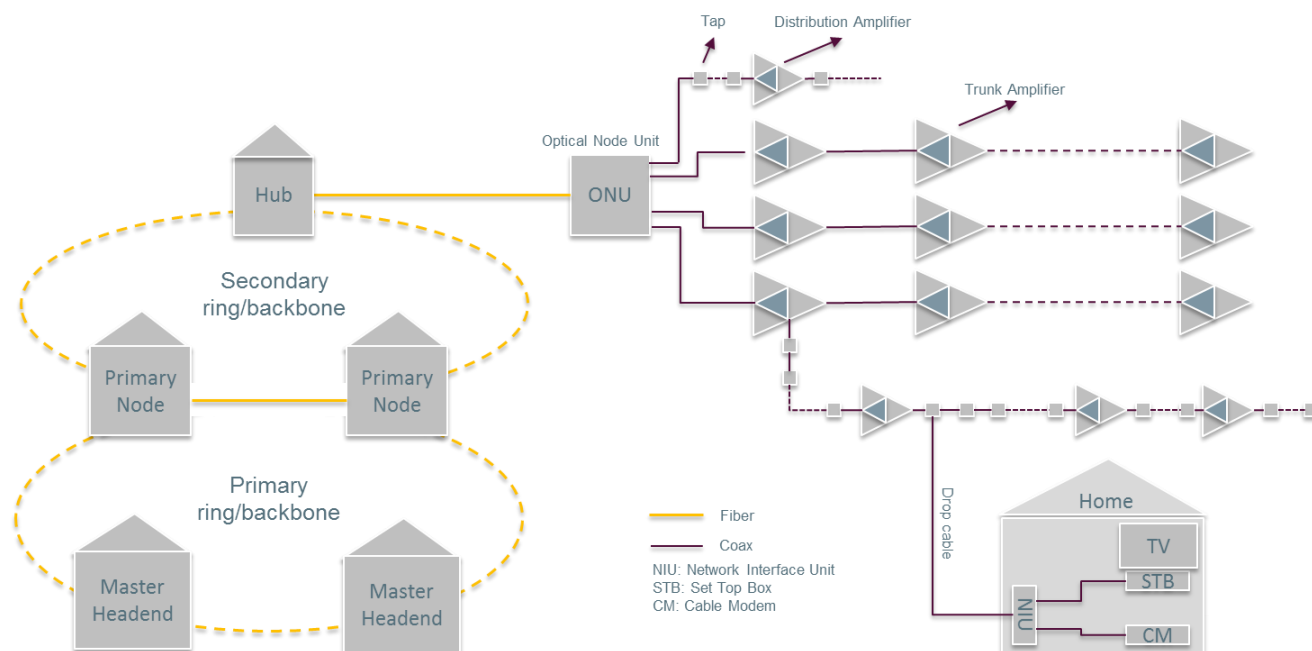 Tap
Distribution Amplifier
Trunk Amplifier
Optical Node Unit
Hub
ONU
Secondary
ring/backbone
Primary
Node
Primary
Node
Primary
ring/backbone
Master
Headend
Master
Headend
Fiber
Coax
NIU: Network Interface Unit
STB: Set Top Box
CM: Cable Modem
Drop cable
Home
TV
STB
NIU
CM